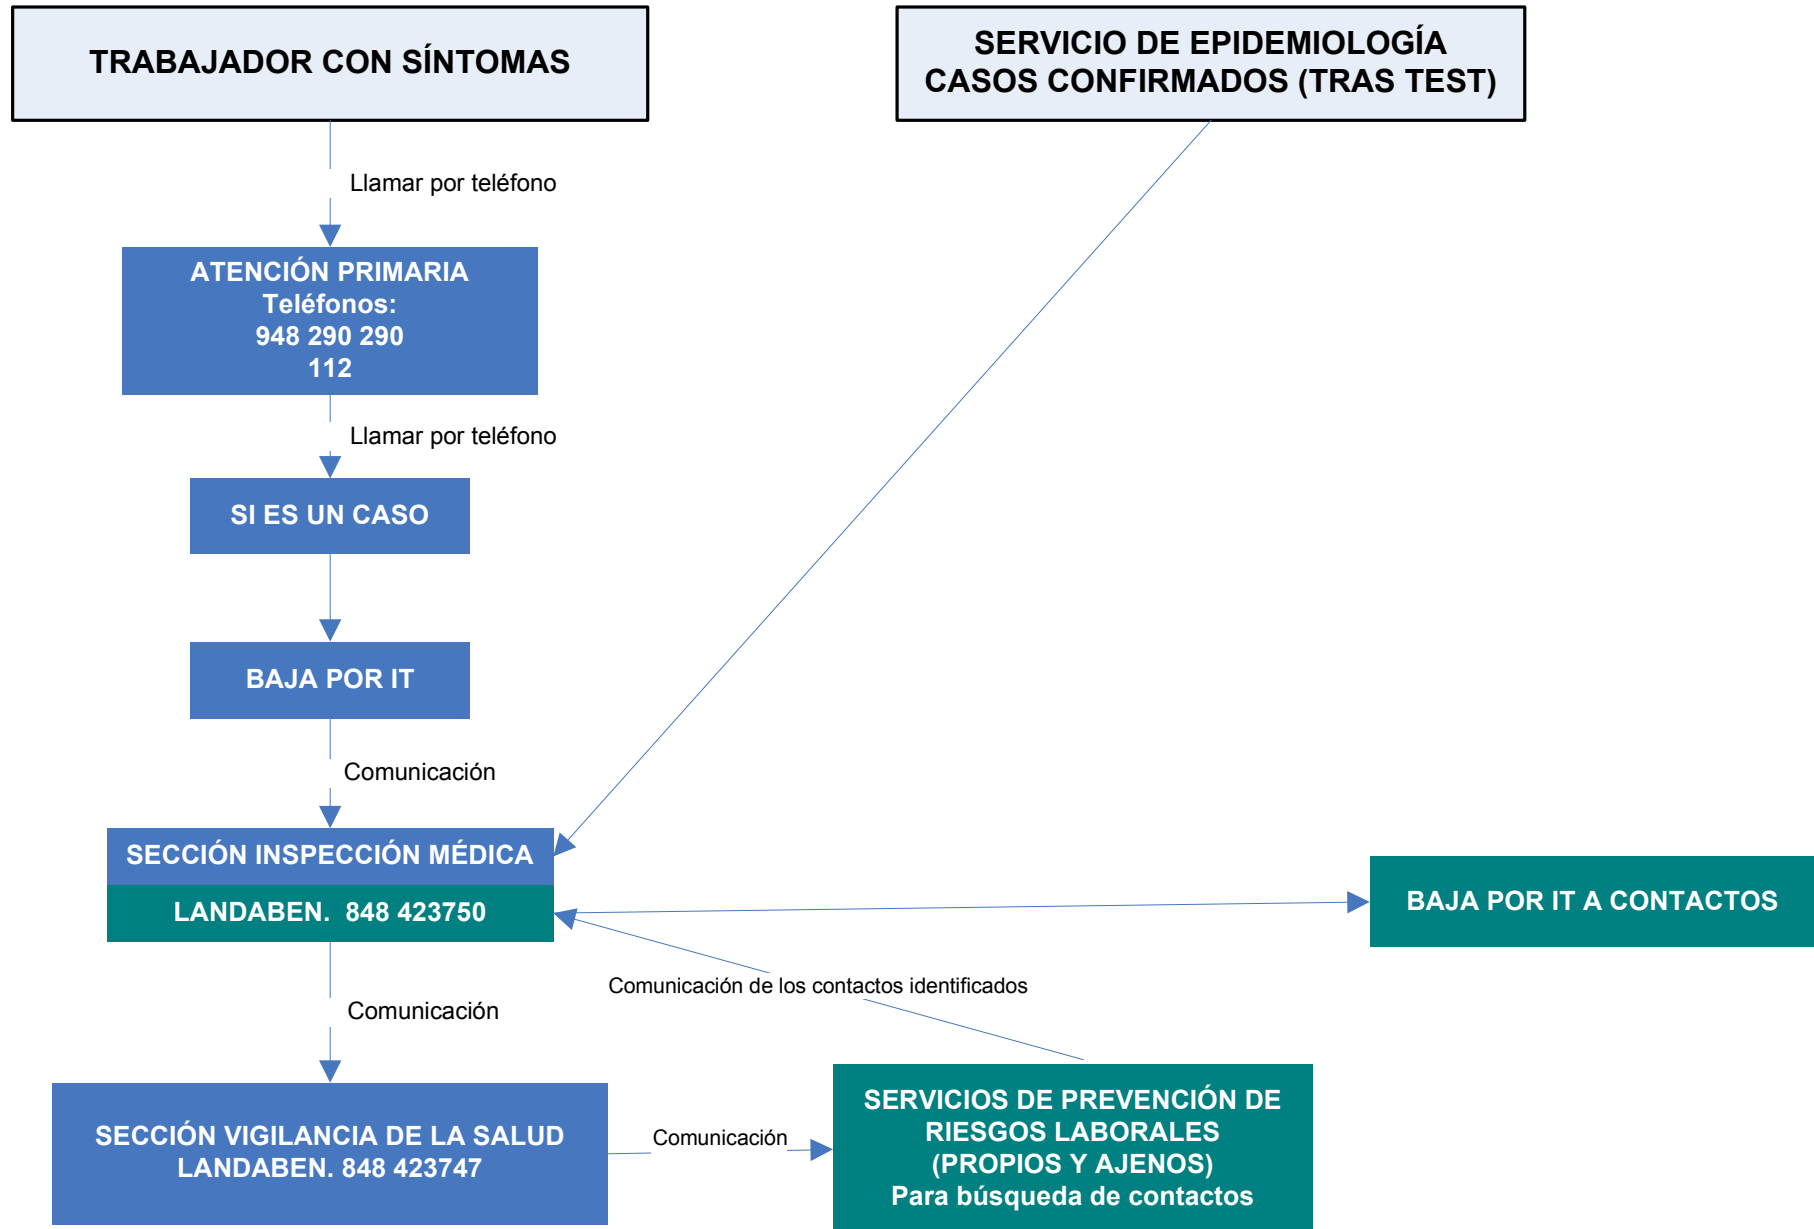 TRABAJADOR CON SÍNTOMAS
SERVICIO DE EPIDEMIOLOGÍA
CASOS CONFIRMADOS (TRAS TEST)
Llamar por teléfono
ATENCIÓN PRIMARIA
Teléfonos:
948 290 290
112
Llamar por teléfono
SI ES UN CASO
BAJA POR IT
Comunicación
SECCIÓN INSPECCIÓN MÉDICA
LANDABEN. 848 423750
BAJA POR IT A CONTACTOS
Comunicación de los contactos identificados
Comunicación
SECCIÓN VIGILANCIA DE LA SALUD
LANDABEN. 848 423747
Comunicación
SERVICIOS DE PREVENCIÓN DE
RIESGOS LABORALES
(PROPIOS Y AJENOS)
Para búsqueda de contactos